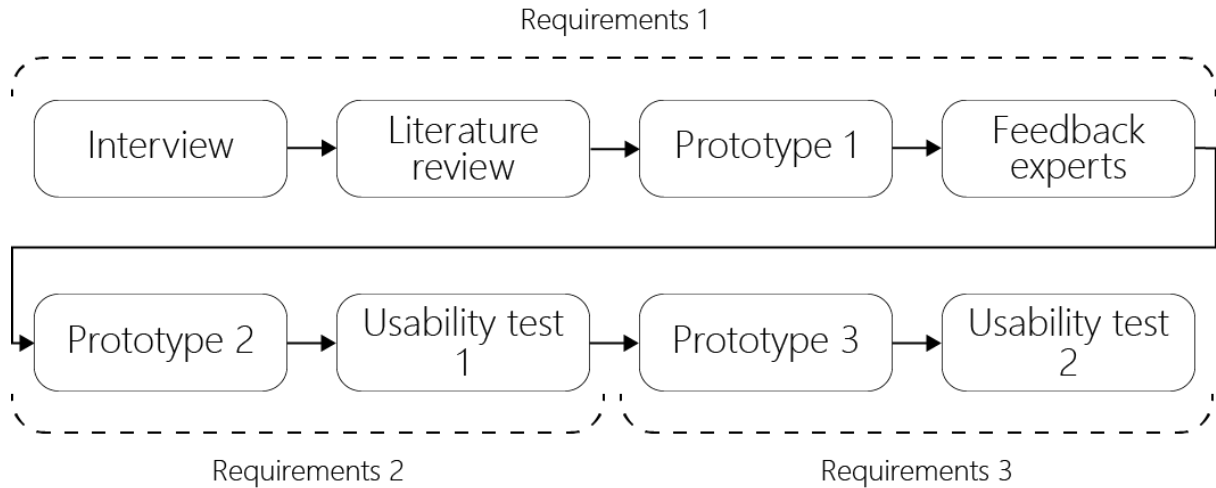 Requirements 1
Interview
Literature
review
Prototype 1
Feedback
experts
Prototype 2
Usability test
1
Prototype 3
Usability test
2
Requirements 2
Requirements 3